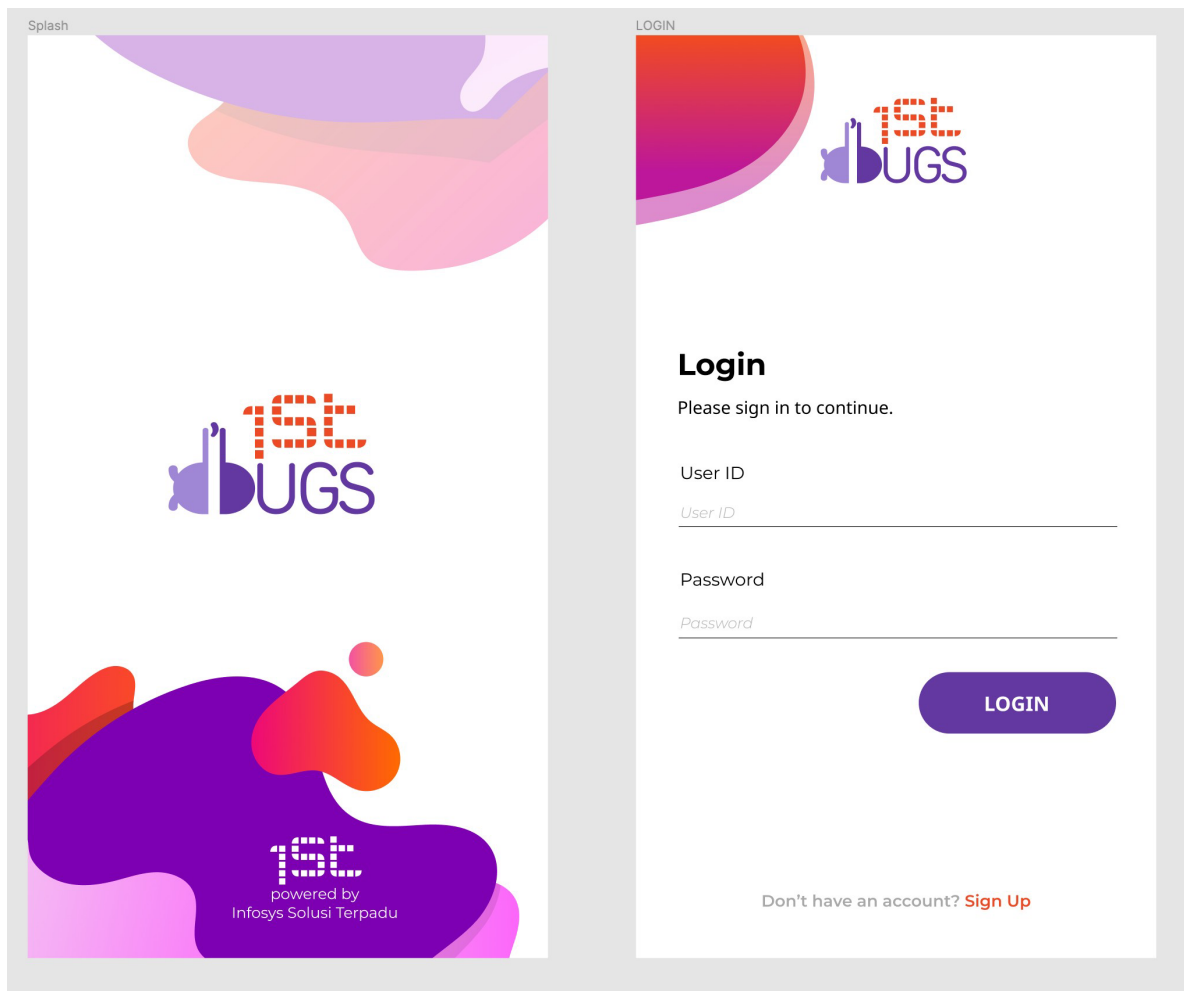 Splash
1St
d'bUGS
1St
powered by
Infosys Solusi Terpadu
LOGIN
1St
d'bUGS
Login
Please sign in to continue.
User ID
User ID
Password
Password
LOGIN
Don't have an account? Sign Up